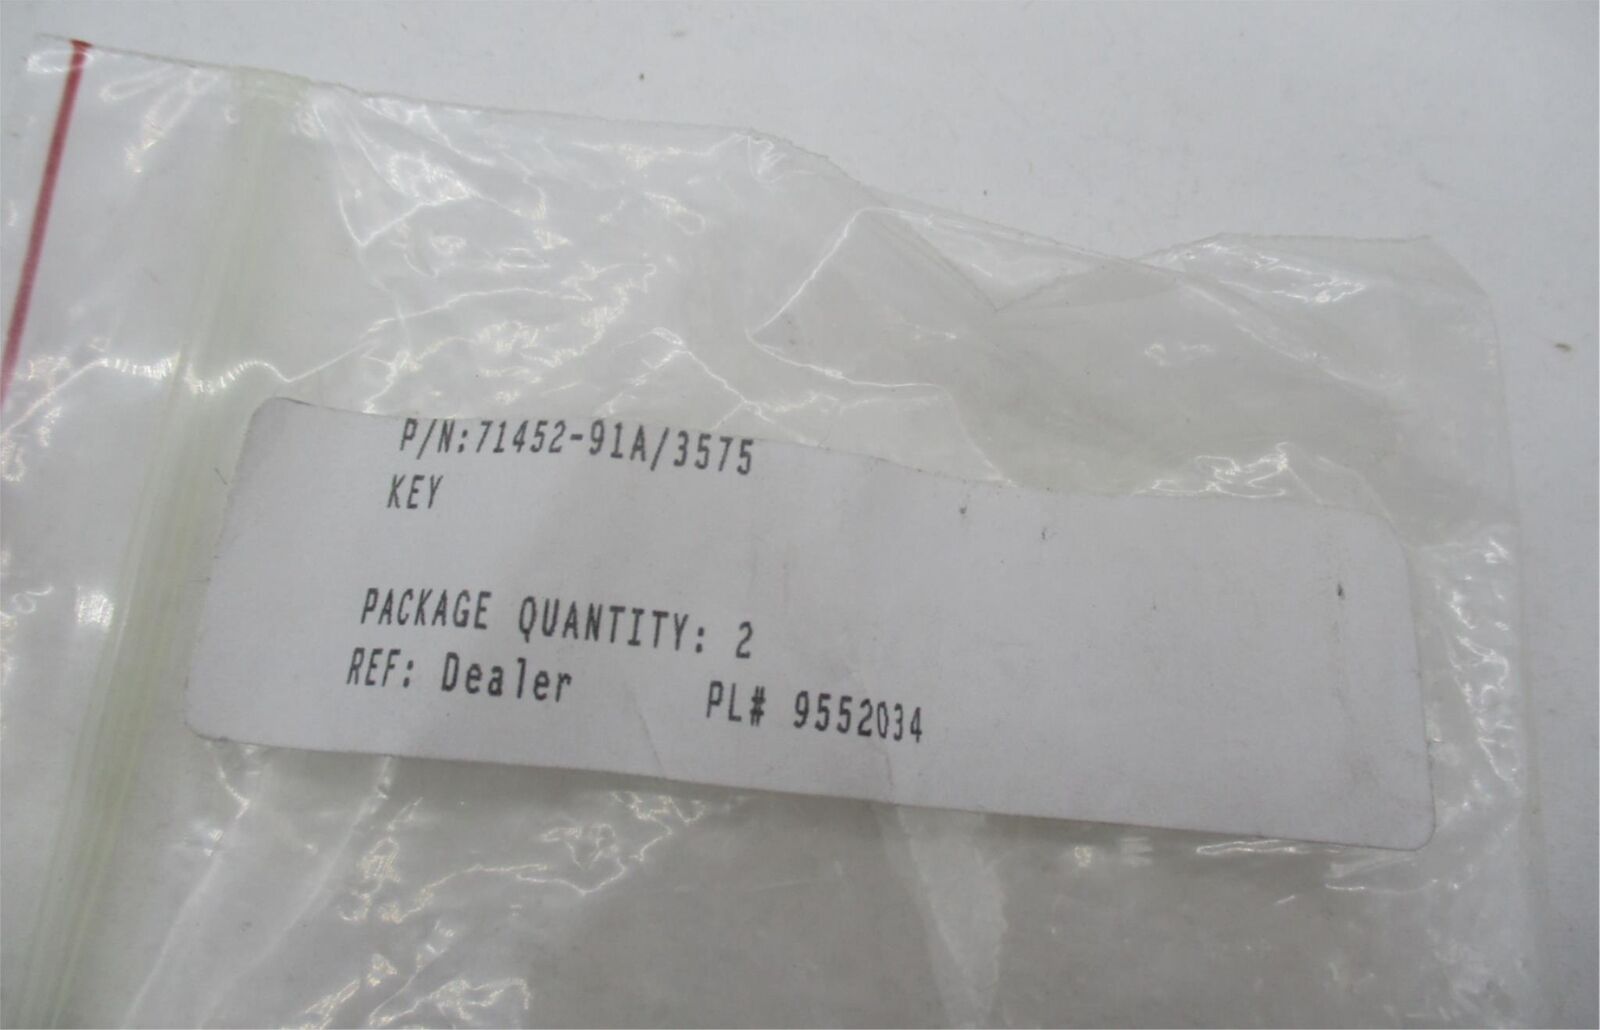 P/N:71452-91A/3575
KEY
PACKAGE QUANTITY: 2
REF: Dealer PL# 9552034